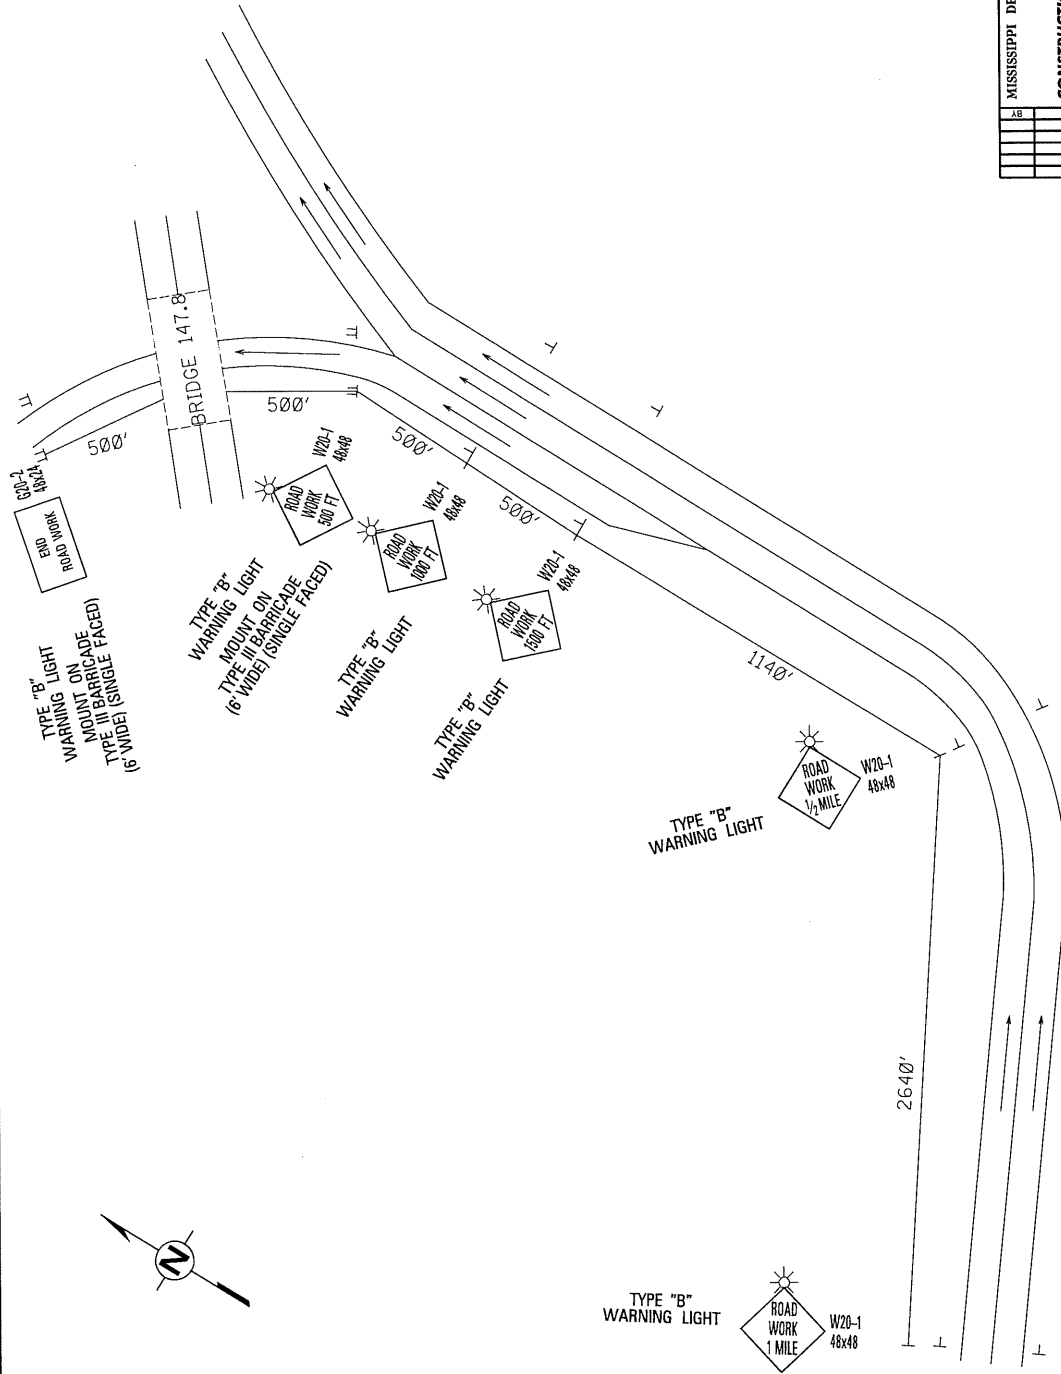 BY
MISSISSIPPI DE
CONSTRUCTI
BRIDGE 147.8
500'
500'
500'
500'
1140'
2640'
G20-2
48x24
END
ROAD WORK
TYPE "B"
WARNING LIGHT
MOUNT ON
TYPE III BARRICADE
(6' WIDE) (SINGLE FACED)
W20-1
48x48
ROAD
WORK
500 FT
TYPE "B"
WARNING LIGHT
MOUNT ON
TYPE III BARRICADE
(6' WIDE) (SINGLE FACED)
W20-1
48x48
ROAD
WORK
1000 FT
TYPE "B"
WARNING LIGHT
W20-1
48x48
ROAD
WORK
1500 FT
TYPE "B"
WARNING LIGHT
ROAD
WORK
1/2 MILE
W20-1
48x48
TYPE "B"
WARNING LIGHT
N
TYPE "B"
WARNING LIGHT
ROAD
WORK
1 MILE
W20-1
48x48